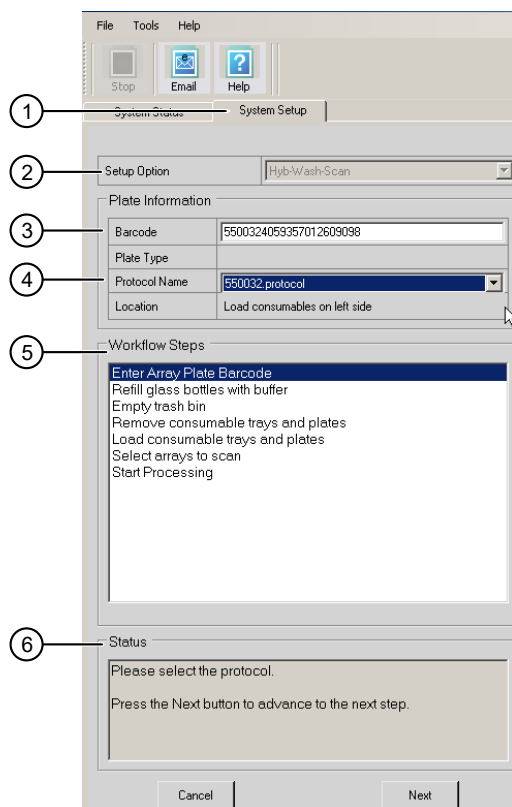 File Tools Help
Stop Email Help
1 System Status System Setup
2 Setup Option Hyb-Wash-Scan
Plate Information
3 Barcode 5500324059357012609098
Plate Type
4 Protocol Name 550032.protocol
Location Load consumables on left side
5 Workflow Steps
Enter Array Plate Barcode
Refill glass bottles with buffer
Empty trash bin
Remove consumable trays and plates
Load consumable trays and plates
Select arrays to scan
Start Processing
6 Status
Please select the protocol.
Press the Next button to advance to the next step.
Cancel Next